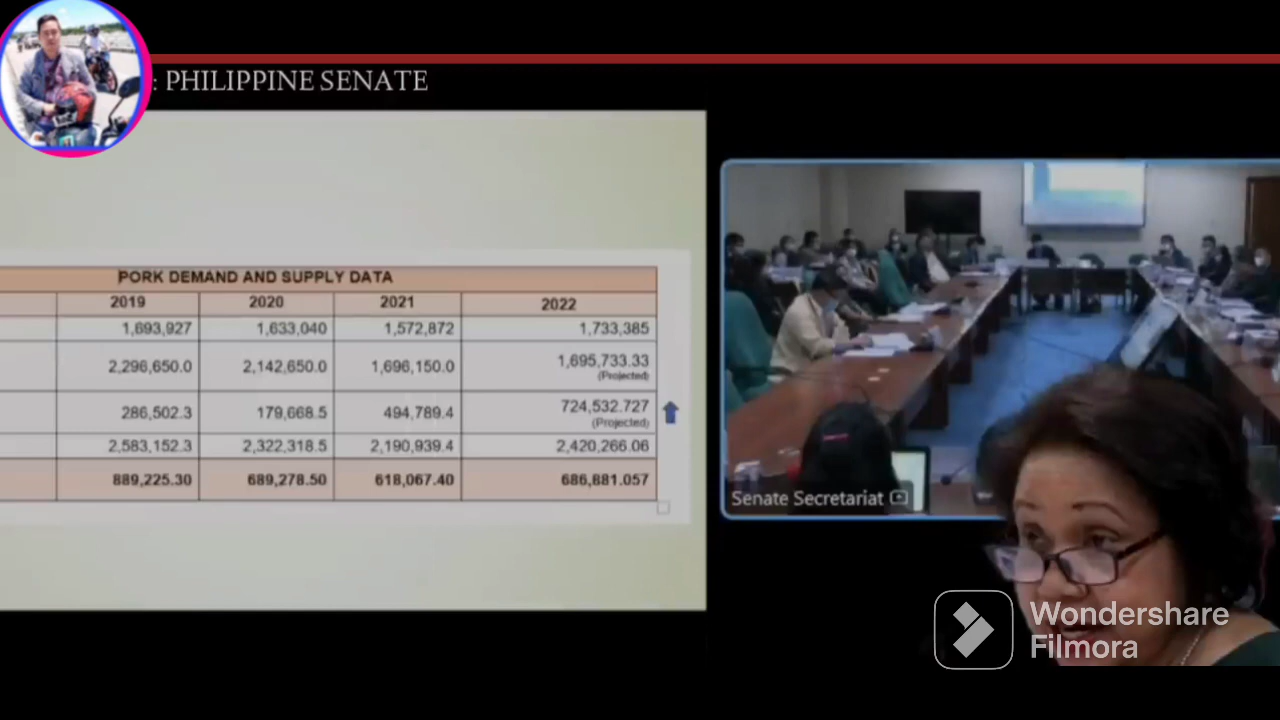 : PHILIPPINE SENATE
PORK DEMAND AND SUPPLY DATA
2019 2020 2021 2022
1,693,927 1,633,040 1,572,872 1,733,385
2,296,650.0 2,142,650.0 1,696,150.0 1,695,733.33
(Projected)
286,502.3 179,668.5 494,789.4 724,532.727
(Projected)
2,583,152.3 2,322,318.5 2,190,939.4 2,420,266.06
889,225.30 689,278.50 618,067.40 686,881.057
Senate Secretariat
Wondershare
Filmora